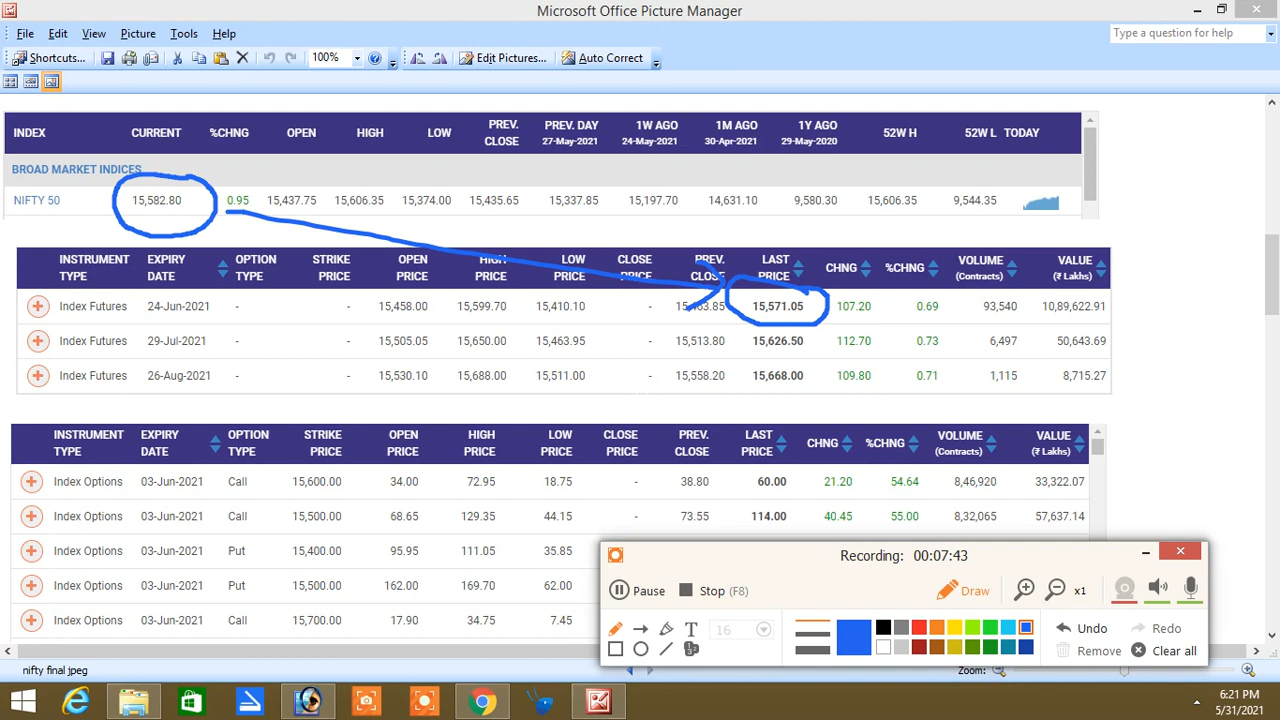 Microsoft Office Picture Manager
File Edit View Picture Tools Help
Type a question for help
Shortcuts... 100% Edit Pictures... Auto Correct
INDEX CURRENT %CHNG OPEN HIGH LOW PREV. CLOSE PREV. DAY 27-May-2021 1W AGO 24-May-2021 1M AGO 30-Apr-2021 1Y AGO 29-May-2020 52W H 52W L TODAY
BROAD MARKET INDICES
NIFTY 50 15,582.80 0.95 15,437.75 15,606.35 15,374.00 15,435.65 15,337.85 15,197.70 14,631.10 9,580.30 15,606.35 9,544.35
INSTRUMENT TYPE EXPIRY DATE OPTION TYPE STRIKE PRICE OPEN PRICE HIGH PRICE LOW PRICE CLOSE PRICE PREV. CLOSE LAST PRICE CHNG %CHNG VOLUME (Contracts) VALUE (₹ Lakhs)
Index Futures 24-Jun-2021 - - 15,458.00 15,599.70 15,410.10 - 15,463.85 15,571.05 107.20 0.69 93,540 10,89,622.91
Index Futures 29-Jul-2021 - - 15,505.05 15,650.00 15,463.95 - 15,513.80 15,626.50 112.70 0.73 6,497 50,643.69
Index Futures 26-Aug-2021 - - 15,530.10 15,688.00 15,511.00 - 15,558.20 15,668.00 109.80 0.71 1,115 8,715.27
INSTRUMENT TYPE EXPIRY DATE OPTION TYPE STRIKE PRICE OPEN PRICE HIGH PRICE LOW PRICE CLOSE PRICE PREV. CLOSE LAST PRICE CHNG %CHNG VOLUME (Contracts) VALUE (₹ Lakhs)
Index Options 03-Jun-2021 Call 15,600.00 34.00 72.95 18.75 - 38.80 60.00 21.20 54.64 8,46,920 33,322.07
Index Options 03-Jun-2021 Call 15,500.00 68.65 129.35 44.15 - 73.55 114.00 40.45 55.00 8,32,065 57,637.14
Index Options 03-Jun-2021 Put 15,400.00 95.95 111.05 35.85
Index Options 03-Jun-2021 Put 15,500.00 162.00 169.70 62.00
Index Options 03-Jun-2021 Call 15,700.00 17.90 34.75 7.45
Recording: 00:07:43
Pause Stop (F8) Draw x1
T 16 Undo Redo
Remove Clear all
nifty final jpeg Zoom:
6:21 PM
5/31/2021